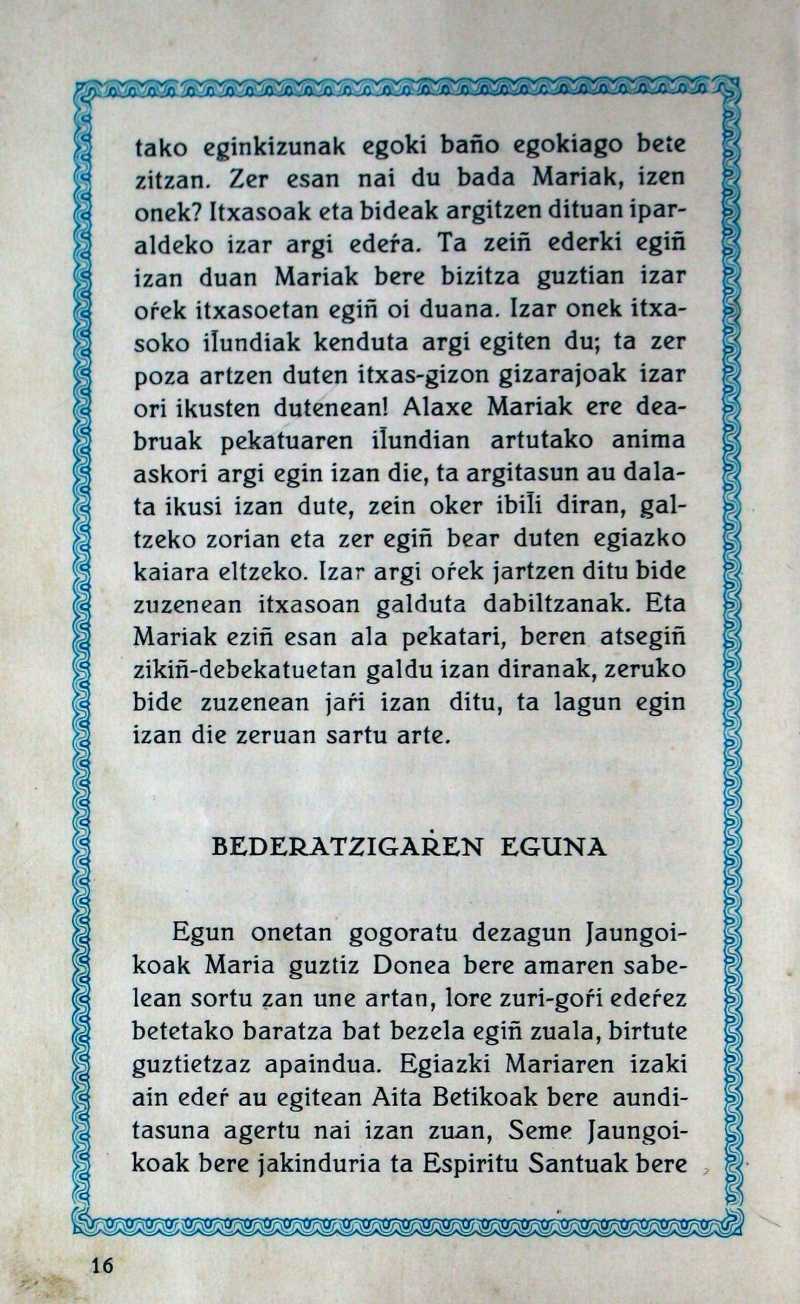 tako eginkizunak egoki baño egokiago bete
zitzan. Zer esan nai du bada Mariak, izen
onek? Itxasoak eta bideak argitzen dituan ipar-
aldeko izar argi edeŕa. Ta zeiñ ederki egiñ
izan duan Mariak bere bizitza guztian izar
oŕek itxasoetan egiñ oi duana. Izar onek itxa-
soko il̄undiak kenduta argi egiten du; ta zer
poza artzen duten itxas-gizon gizarajoak izar
ori ikusten dutenean! Alaxe Mariak ere dea-
bruak pekatuaren il̄undian artutako anima
askori argi egin izan die, ta argitasun au dala-
ta ikusi izan dute, zein oker ibil̄i diran, gal-
tzeko zorian eta zer egiñ bear duten egiazko
kaiara eltzeko. Izar argi oŕek jartzen ditu bide
zuzenean itxasoan galduta dabiltzanak. Eta
Mariak eziñ esan ala pekatari, beren atsegiñ
zikiñ-debekatuetan galdu izan diranak, zeruko
bide zuzenean jaŕi izan ditu, ta lagun egin
izan die zeruan sartu arte.
BEDERATZIGAṘEN EGUNA
Egun onetan gogoratu dezagun Jaungoi-
koak Maria guztiz Donea bere amaren sabe-
lean sortu zan une artan, lore zuri-goŕi edeŕez
betetako baratza bat bezela egiñ zuala, birtute
guztietzaz apaindua. Egiazki Mariaren izaki
ain edeŕ au egitean Aita Betikoak bere aundi-
tasuna agertu nai izan zuan, Seme Jaungoi-
koak bere jakinduria ta Espiritu Santuak bere
16